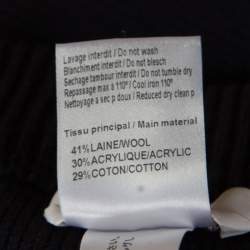 Lavage interdit / Do not wash
Blanchiment interdit / Do not bleach
Sechage tambour interdit / Do not tumble dry
Repassage max a 110° / Cool iron 110°
Nettoyage a sec p doux / Reduced dry clean p
Tissu principal / Main material
41% LAINE/WOOL
30% ACRYLIQUE/ACRYLIC
29% COTON/COTTON